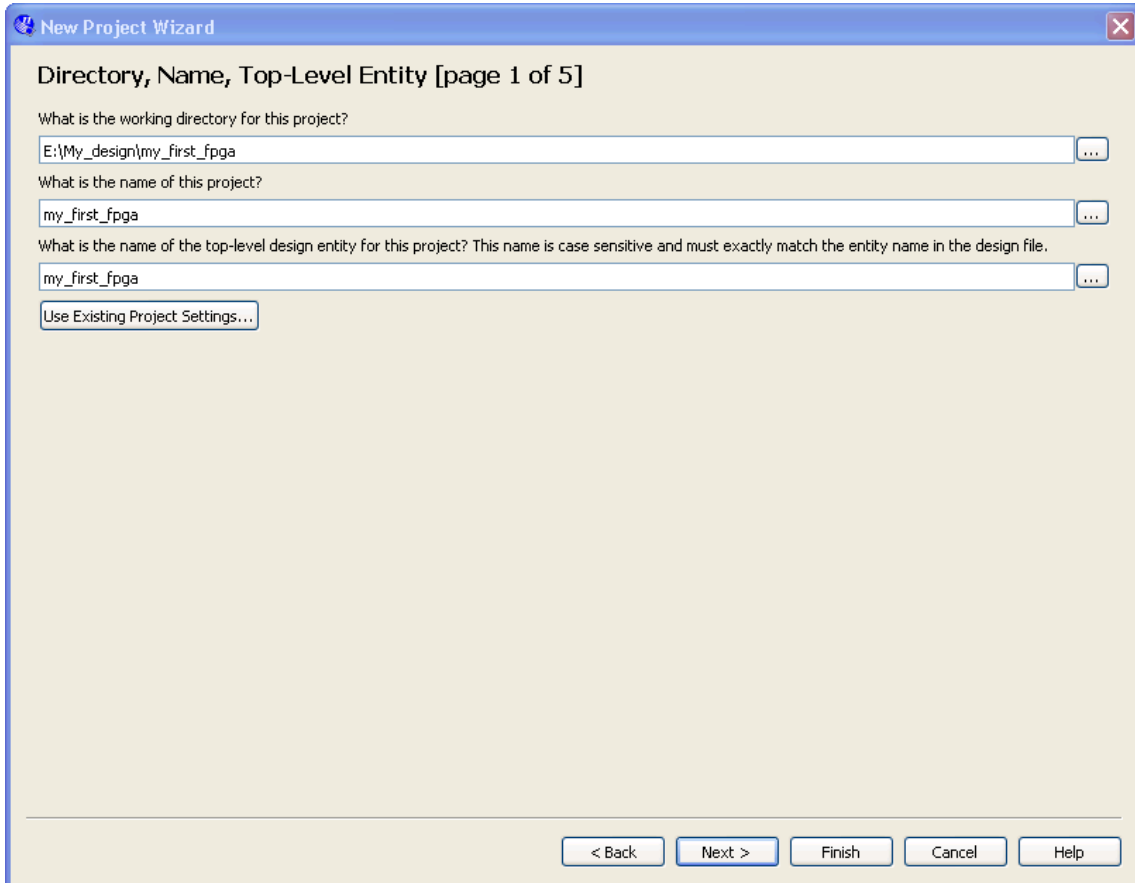 New Project Wizard
Directory, Name, Top-Level Entity [page 1 of 5]
What is the working directory for this project?
E:\My_design\my_first_fpga
...
What is the name of this project?
my_first_fpga
...
What is the name of the top-level design entity for this project? This name is case sensitive and must exactly match the entity name in the design file.
my_first_fpga
...
Use Existing Project Settings...
< Back Next > Finish Cancel Help